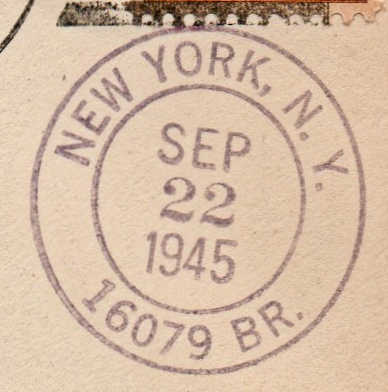 NEW YORK, N.Y.
SEP
22
1945
16079 BR.